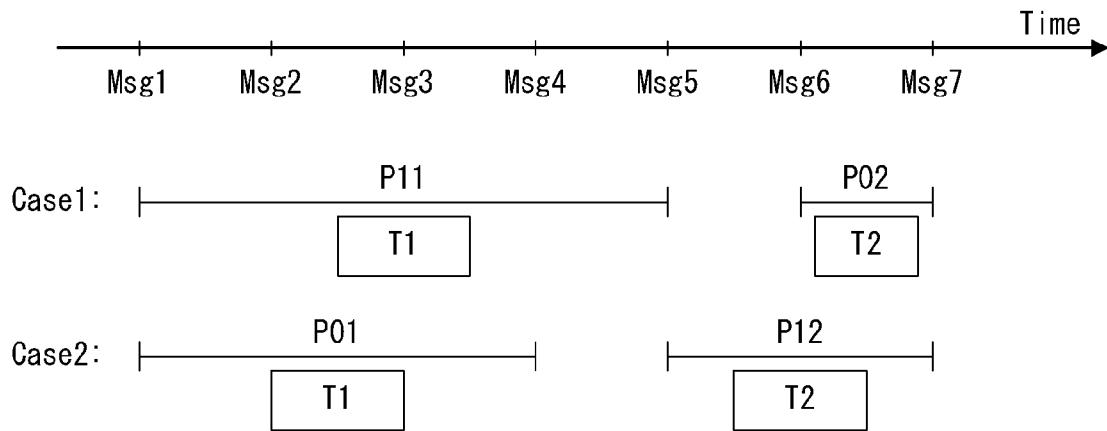 Time
Msg1 Msg2 Msg3 Msg4 Msg5 Msg6 Msg7
P11 P02
Case1:
T1 T2
P01 P12
Case2:
T1 T2